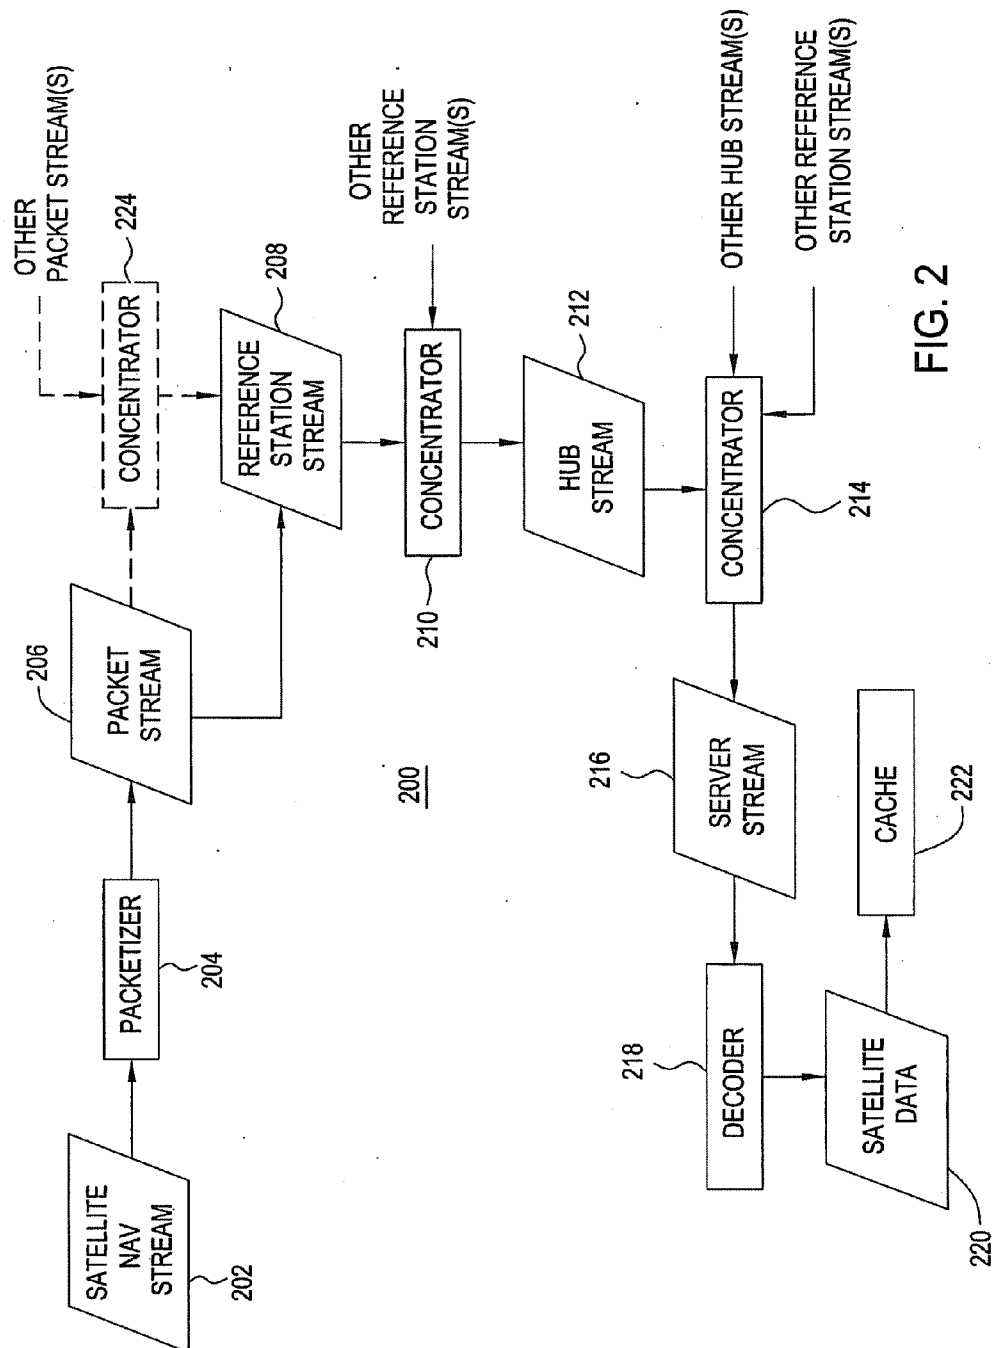 SATELLITE
NAV
STREAM
202
PACKETIZER
204
PACKET
STREAM
206
OTHER
PACKET STREAM(S)
CONCENTRATOR
224
REFERENCE
STATION
STREAM
208
OTHER
REFERENCE
STATION
STREAM(S)
CONCENTRATOR
210
200
HUB
STREAM
212
OTHER HUB STREAM(S)
OTHER REFERENCE
STATION STREAM(S)
CONCENTRATOR
214
SERVER
STREAM
216
DECODER
218
SATELLITE
DATA
220
CACHE
222
FIG. 2